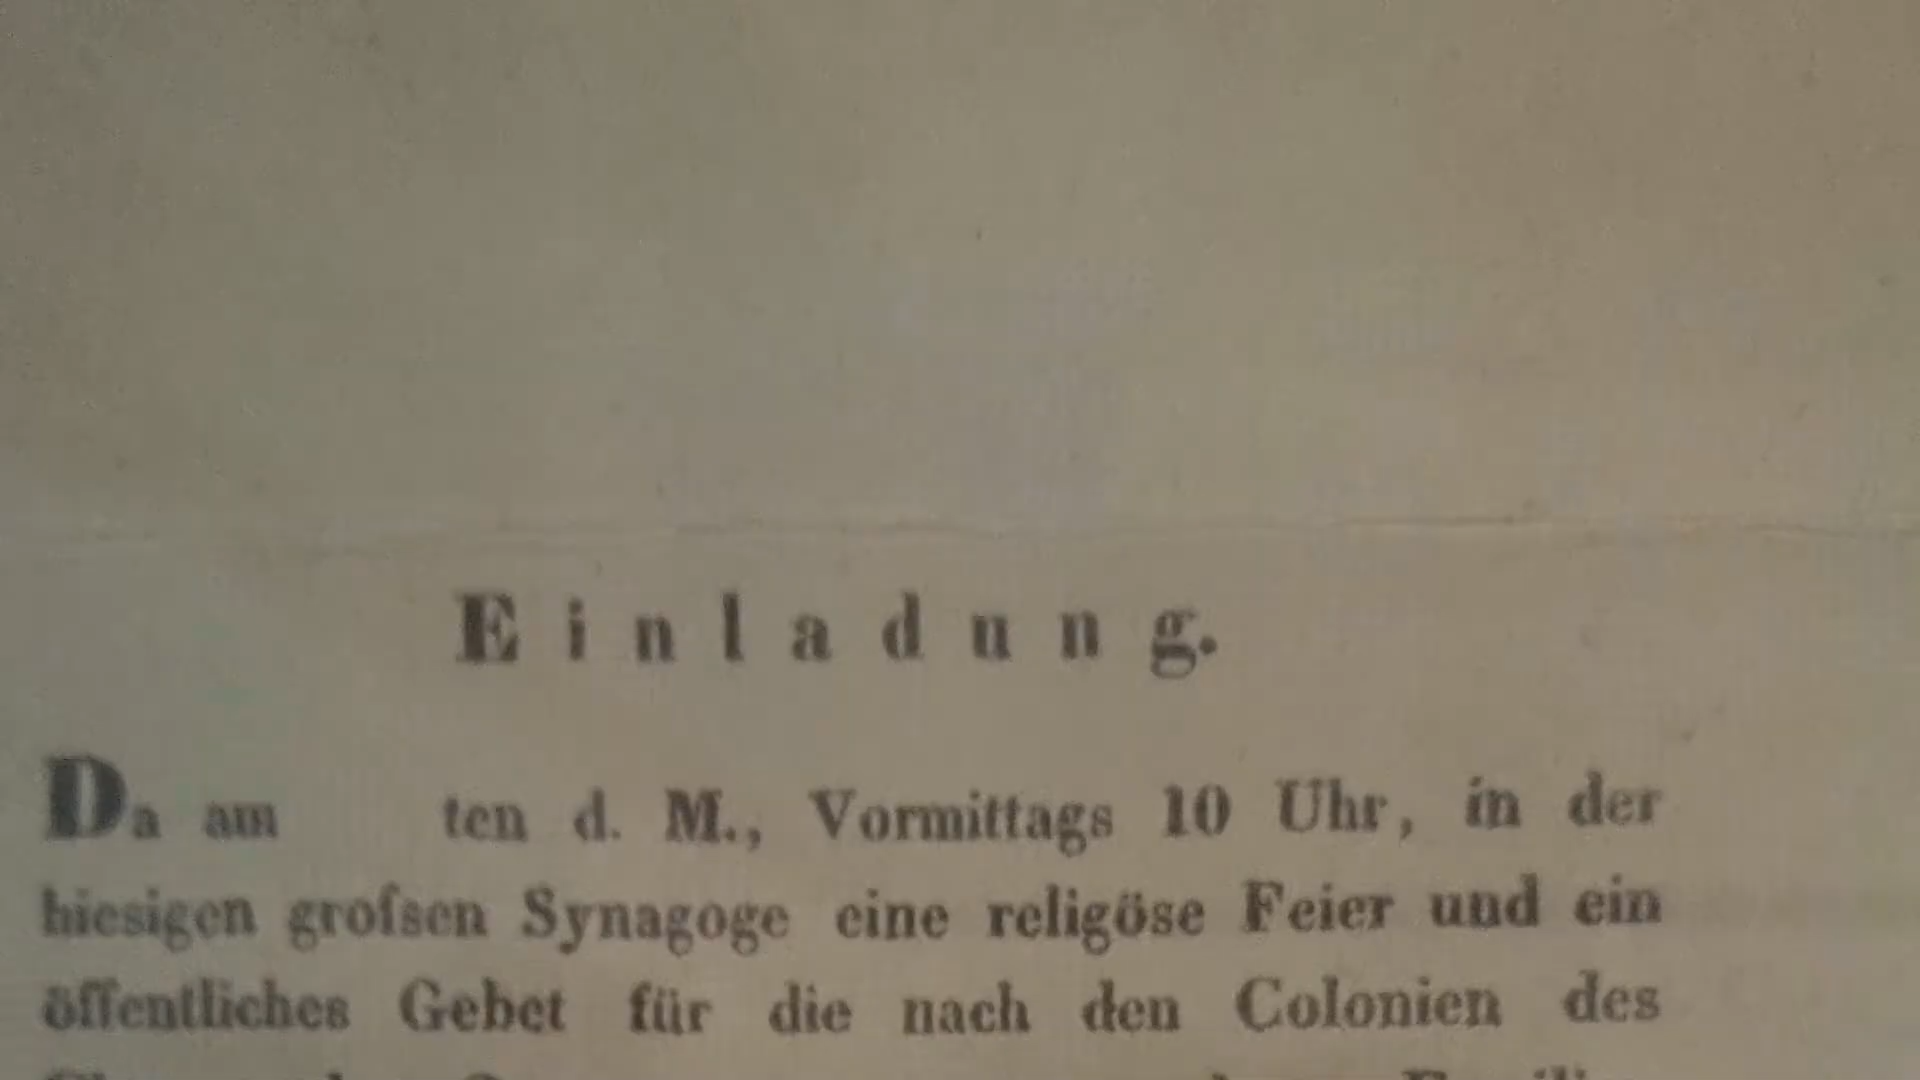 Einladung.
Da am ten d. M., Vormittags 10 Uhr, in der
hiesigen groſsen Synagoge eine religöse Feier und ein
öffentliches Gebet für die nach den Colonien des